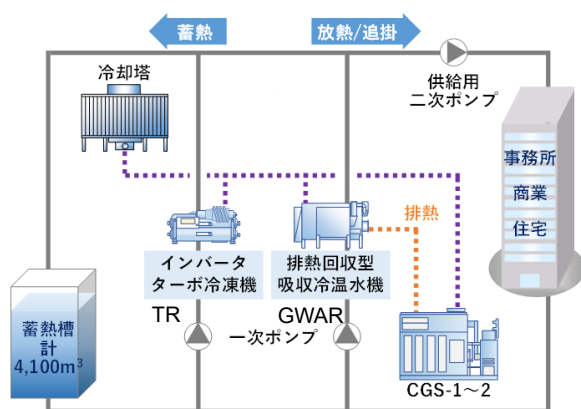 蓄熱
放熱/追掛
冷却塔
供給用
二次ポンプ
事務所
商業
住宅
排熱
インバータ
ターボ冷凍機
排熱回収型
吸収冷温水機
TR
一次ポンプ
GWAR
蓄熱槽
計
4,100m³
CGS-1～2